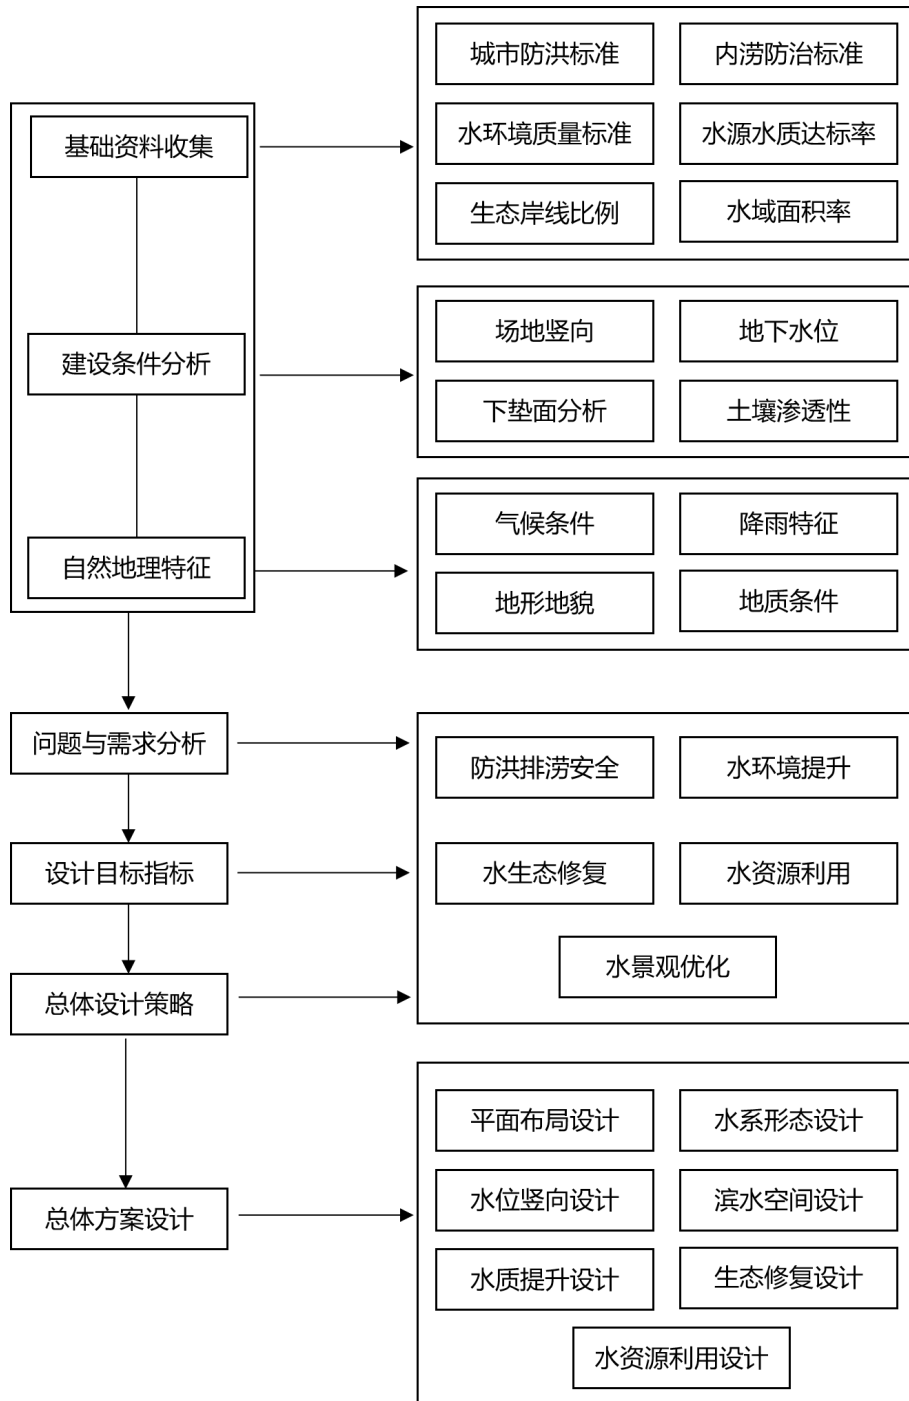 基础资料收集
城市防洪标准
内涝防治标准
水环境质量标准
水源水质达标率
生态岸线比例
水域面积率
建设条件分析
场地竖向
地下水位
下垫面分析
土壤渗透性
自然地理特征
气候条件
降雨特征
地形地貌
地质条件
问题与需求分析
设计目标指标
总体设计策略
防洪排涝安全
水环境提升
水生态修复
水资源利用
水景观优化
总体方案设计
平面布局设计
水系形态设计
水位竖向设计
滨水空间设计
水质提升设计
生态修复设计
水资源利用设计